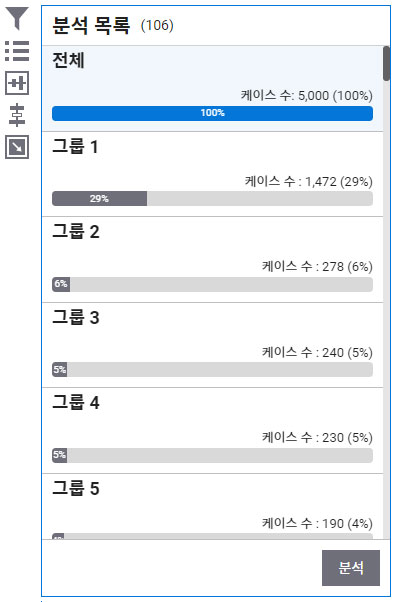 분석 목록 (106)
전체
케이스 수: 5,000 (100%)
100%
그룹 1
케이스 수 : 1,472 (29%)
29%
그룹 2
케이스 수 : 278 (6%)
6%
그룹 3
케이스 수 : 240 (5%)
5%
그룹 4
케이스 수 : 230 (5%)
5%
그룹 5
케이스 수 : 190 (4%)
분석